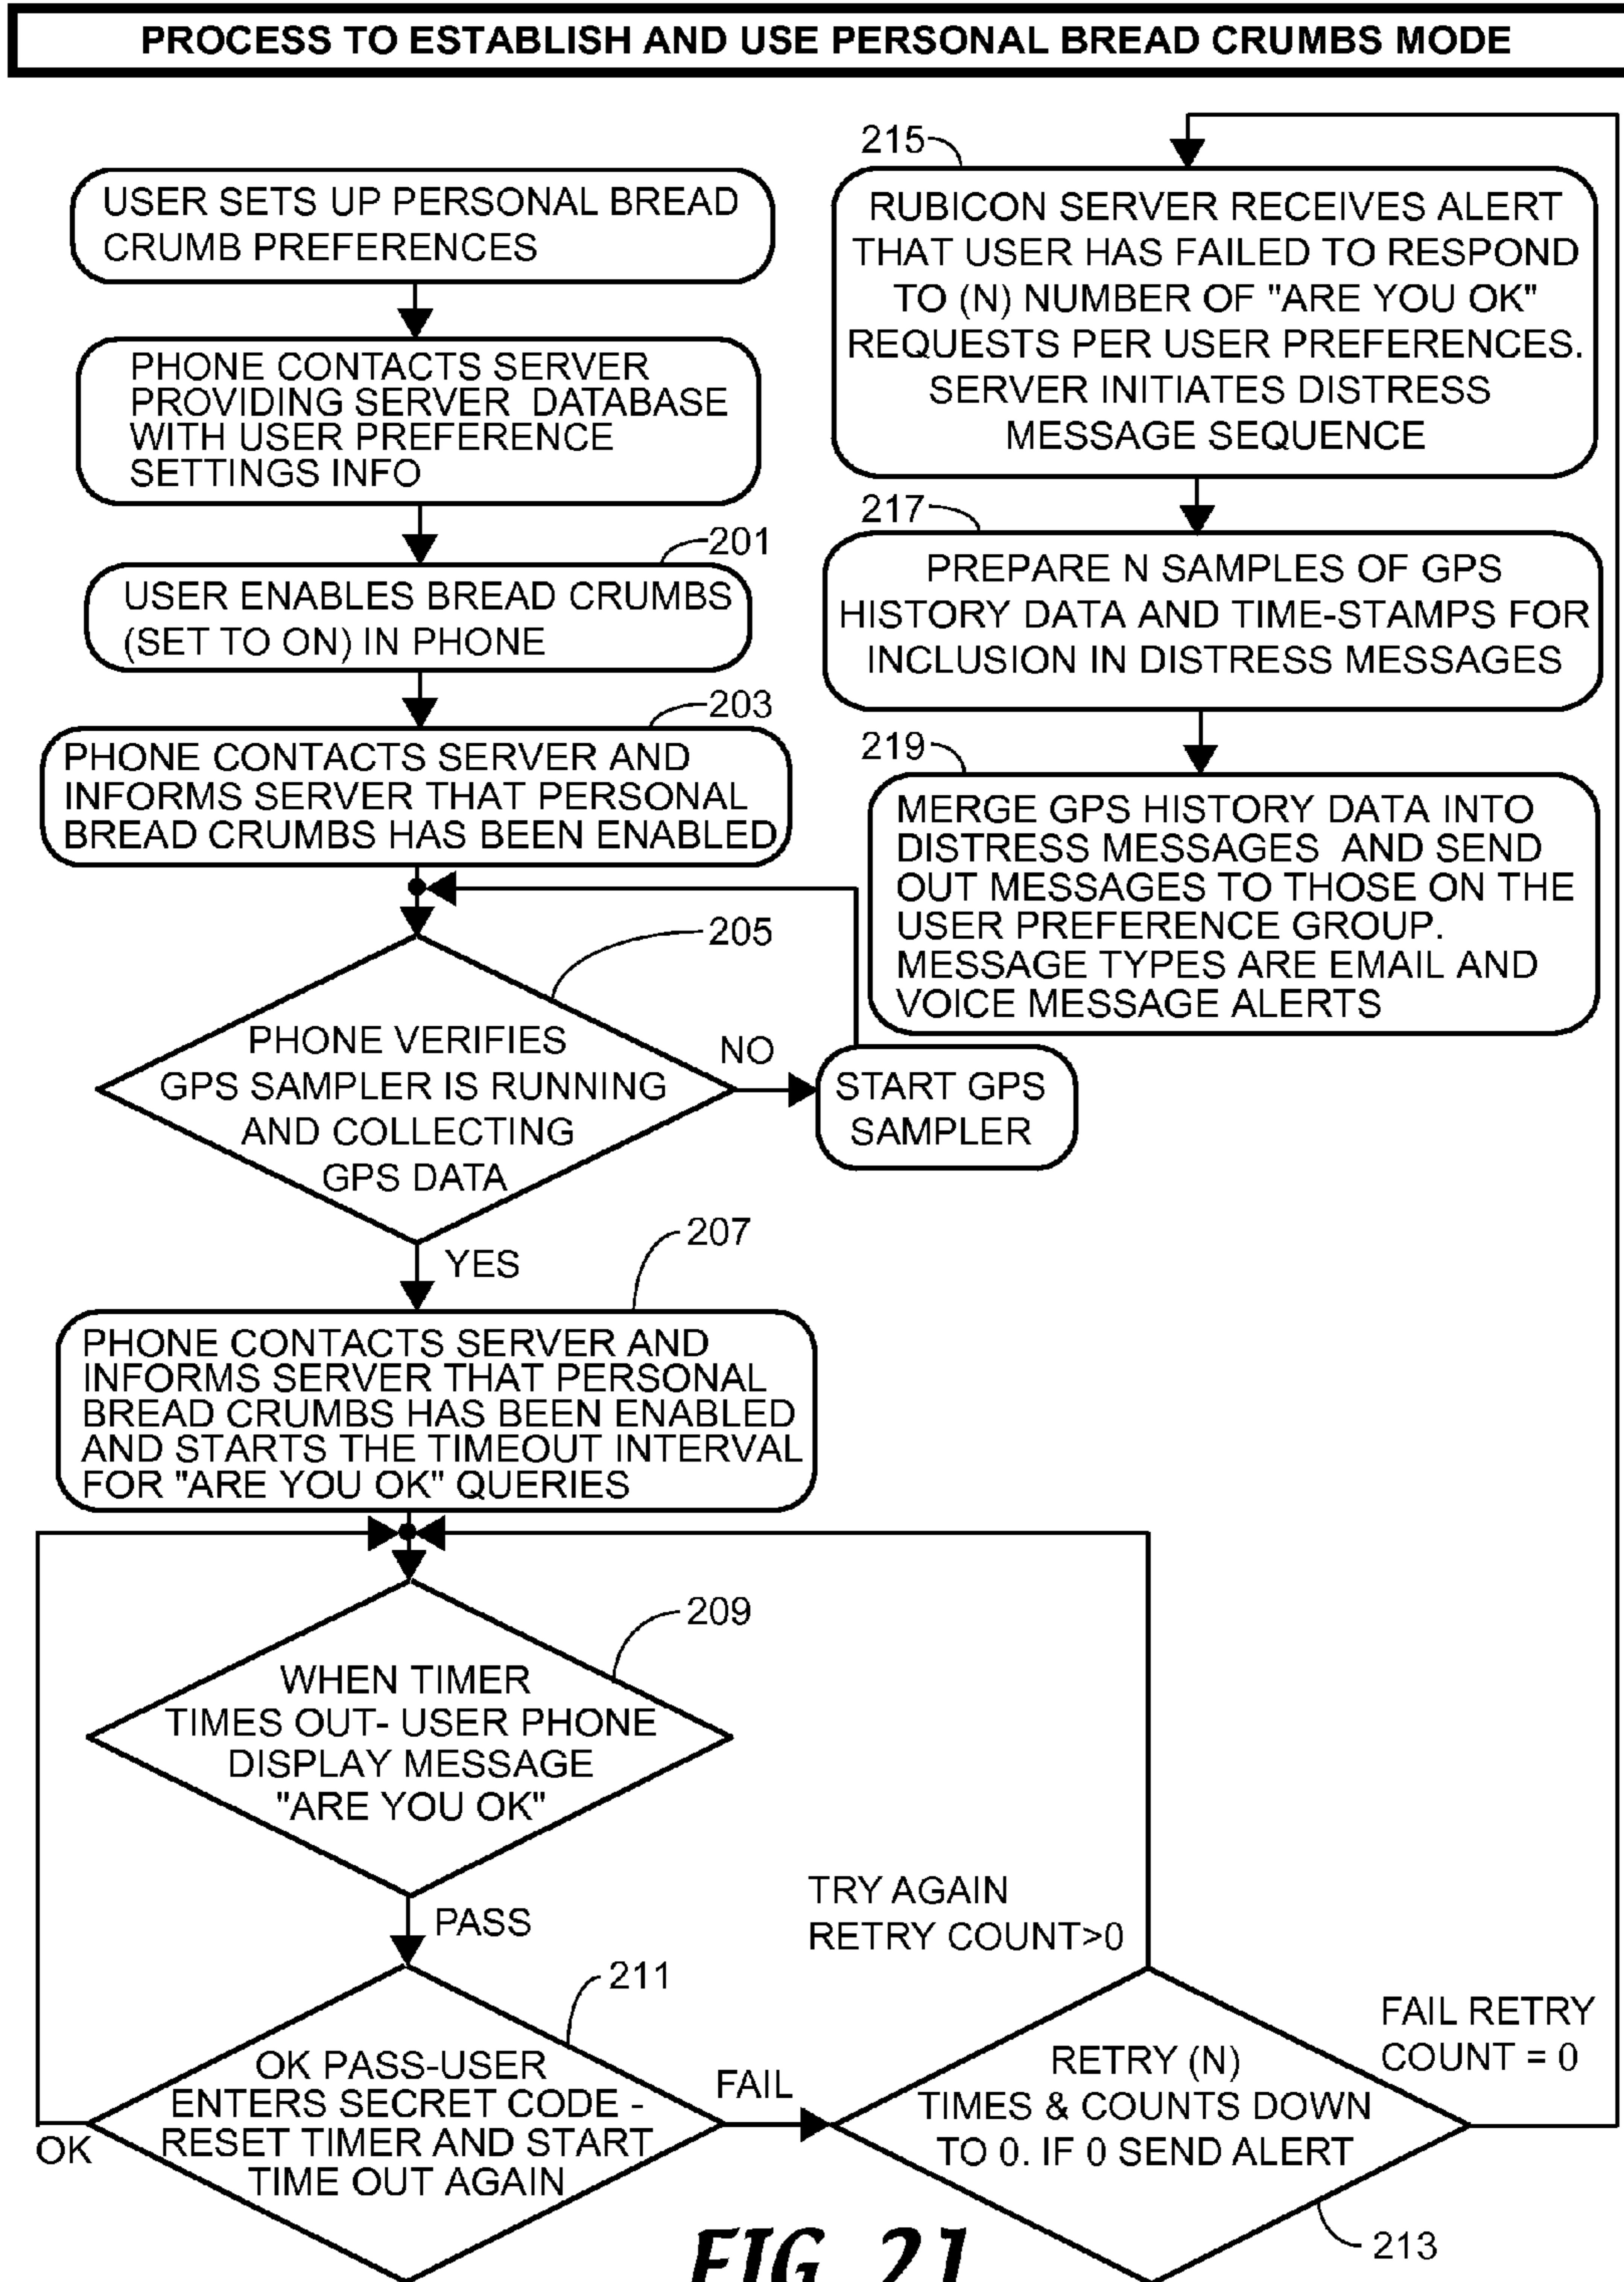 PROCESS TO ESTABLISH AND USE PERSONAL BREAD CRUMBS MODE
USER SETS UP PERSONAL BREAD
CRUMB PREFERENCES
PHONE CONTACTS SERVER
PROVIDING SERVER DATABASE
WITH USER PREFERENCE
SETTINGS INFO
201
USER ENABLES BREAD CRUMBS
(SET TO ON) IN PHONE
203
PHONE CONTACTS SERVER AND
INFORMS SERVER THAT PERSONAL
BREAD CRUMBS HAS BEEN ENABLED
205
PHONE VERIFIES
GPS SAMPLER IS RUNNING
AND COLLECTING
GPS DATA
NO
START GPS
SAMPLER
YES
207
PHONE CONTACTS SERVER AND
INFORMS SERVER THAT PERSONAL
BREAD CRUMBS HAS BEEN ENABLED
AND STARTS THE TIMEOUT INTERVAL
FOR "ARE YOU OK" QUERIES
209
WHEN TIMER
TIMES OUT- USER PHONE
DISPLAY MESSAGE
"ARE YOU OK"
PASS
211
OK PASS-USER
ENTERS SECRET CODE -
RESET TIMER AND START
TIME OUT AGAIN
OK
FAIL
TRY AGAIN
RETRY COUNT>0
RETRY (N)
TIMES & COUNTS DOWN
TO 0. IF 0 SEND ALERT
213
FAIL RETRY
COUNT = 0
215
RUBICON SERVER RECEIVES ALERT
THAT USER HAS FAILED TO RESPOND
TO (N) NUMBER OF "ARE YOU OK"
REQUESTS PER USER PREFERENCES.
SERVER INITIATES DISTRESS
MESSAGE SEQUENCE
217
PREPARE N SAMPLES OF GPS
HISTORY DATA AND TIME-STAMPS FOR
INCLUSION IN DISTRESS MESSAGES
219
MERGE GPS HISTORY DATA INTO
DISTRESS MESSAGES AND SEND
OUT MESSAGES TO THOSE ON THE
USER PREFERENCE GROUP.
MESSAGE TYPES ARE EMAIL AND
VOICE MESSAGE ALERTS
FIG 21